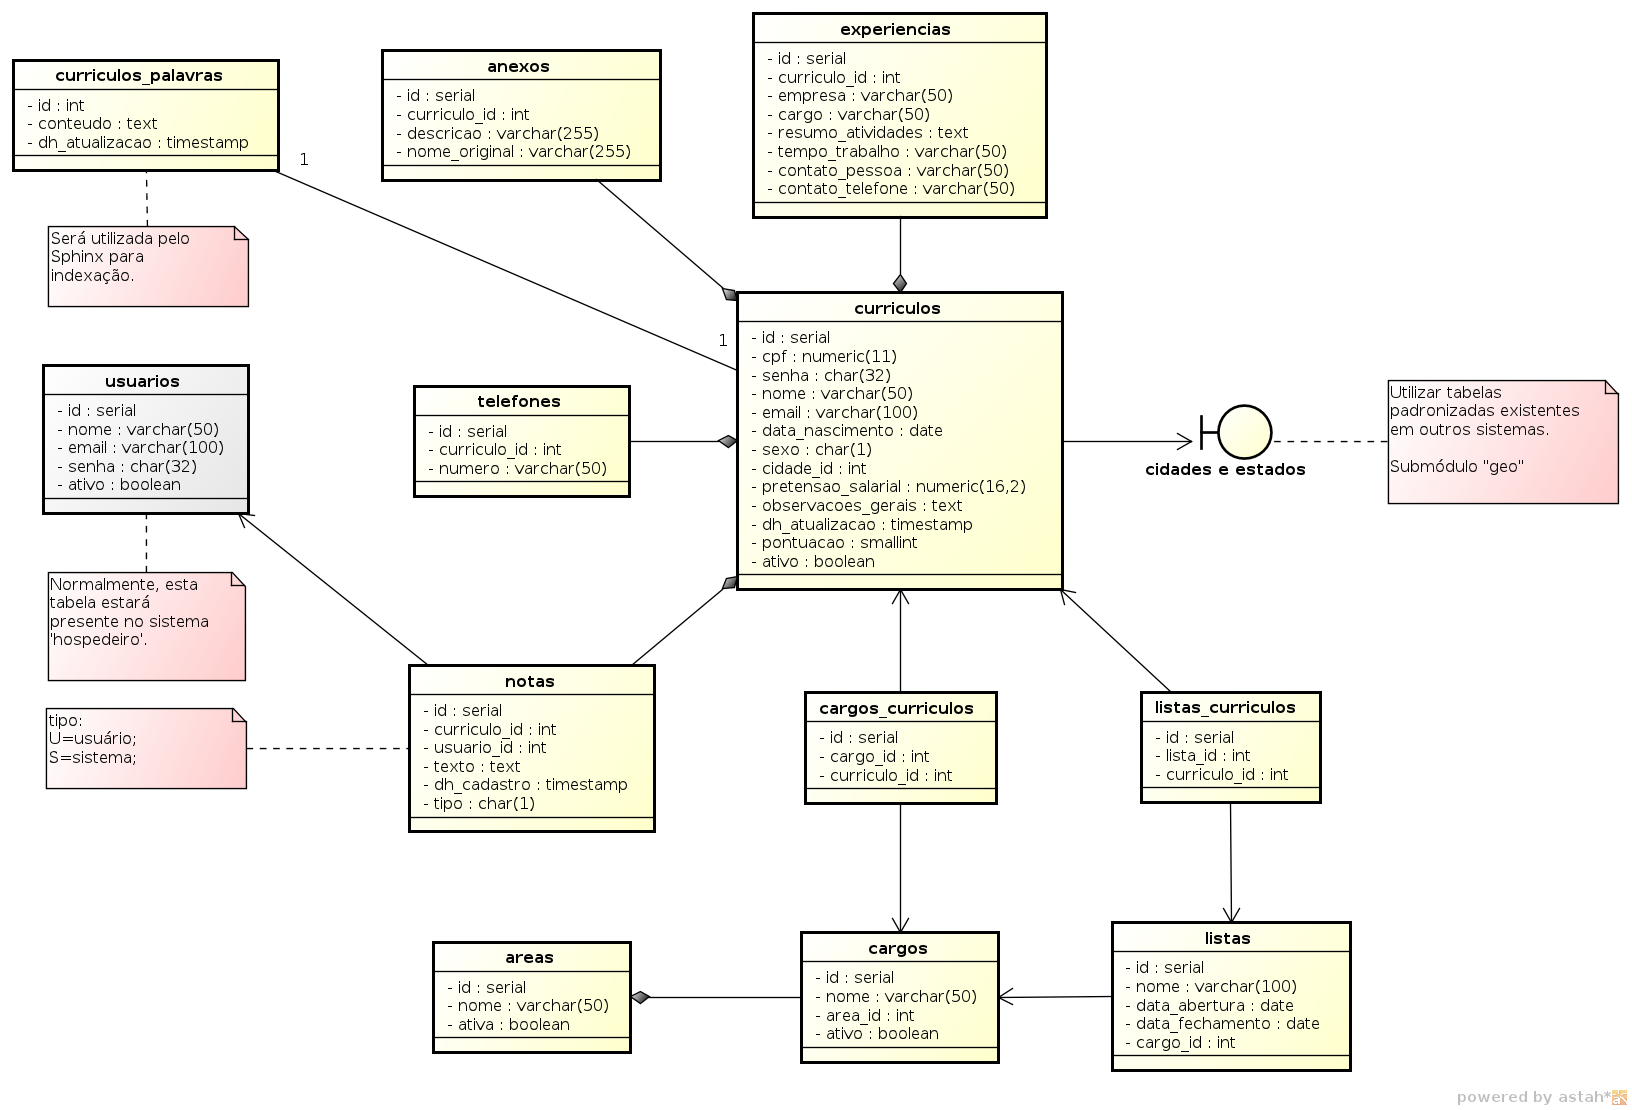 experiencias
- id : serial
- curriculo_id : int
- empresa : varchar(50)
- cargo : varchar(50)
- resumo_atividades : text
- tempo_trabalho : varchar(50)
- contato_pessoa : varchar(50)
- contato_telefone : varchar(50)
anexos
- id : serial
- curriculo_id : int
- descricao : varchar(255)
- nome_original : varchar(255)
curriculos_palavras
- id : int
- conteudo : text
- dh_atualizacao : timestamp
1
Será utilizada pelo
Sphinx para
indexação.
1
curriculos
- id : serial
- cpf : numeric(11)
- senha : char(32)
- nome : varchar(50)
- email : varchar(100)
- data_nascimento : date
- sexo : char(1)
- cidade_id : int
- pretensao_salarial : numeric(16,2)
- observacoes_gerais : text
- dh_atualizacao : timestamp
- pontuacao : smallint
- ativo : boolean
usuarios
- id : serial
- nome : varchar(50)
- email : varchar(100)
- senha : char(32)
- ativo : boolean
telefones
- id : serial
- curriculo_id : int
- numero : varchar(50)
cidades e estados
Utilizar tabelas
padronizadas existentes
em outros sistemas.
Submódulo "geo"
Normalmente, esta
tabela estará
presente no sistema
'hospedeiro'.
tipo:
U=usuário;
S=sistema;
notas
- id : serial
- curriculo_id : int
- usuario_id : int
- texto : text
- dh_cadastro : timestamp
- tipo : char(1)
cargos_curriculos
- id : serial
- cargo_id : int
- curriculo_id : int
listas_curriculos
- id : serial
- lista_id : int
- curriculo_id : int
areas
- id : serial
- nome : varchar(50)
- ativa : boolean
cargos
- id : serial
- nome : varchar(50)
- area_id : int
- ativo : boolean
listas
- id : serial
- nome : varchar(100)
- data_abertura : date
- data_fechamento : date
- cargo_id : int
powered by astah*